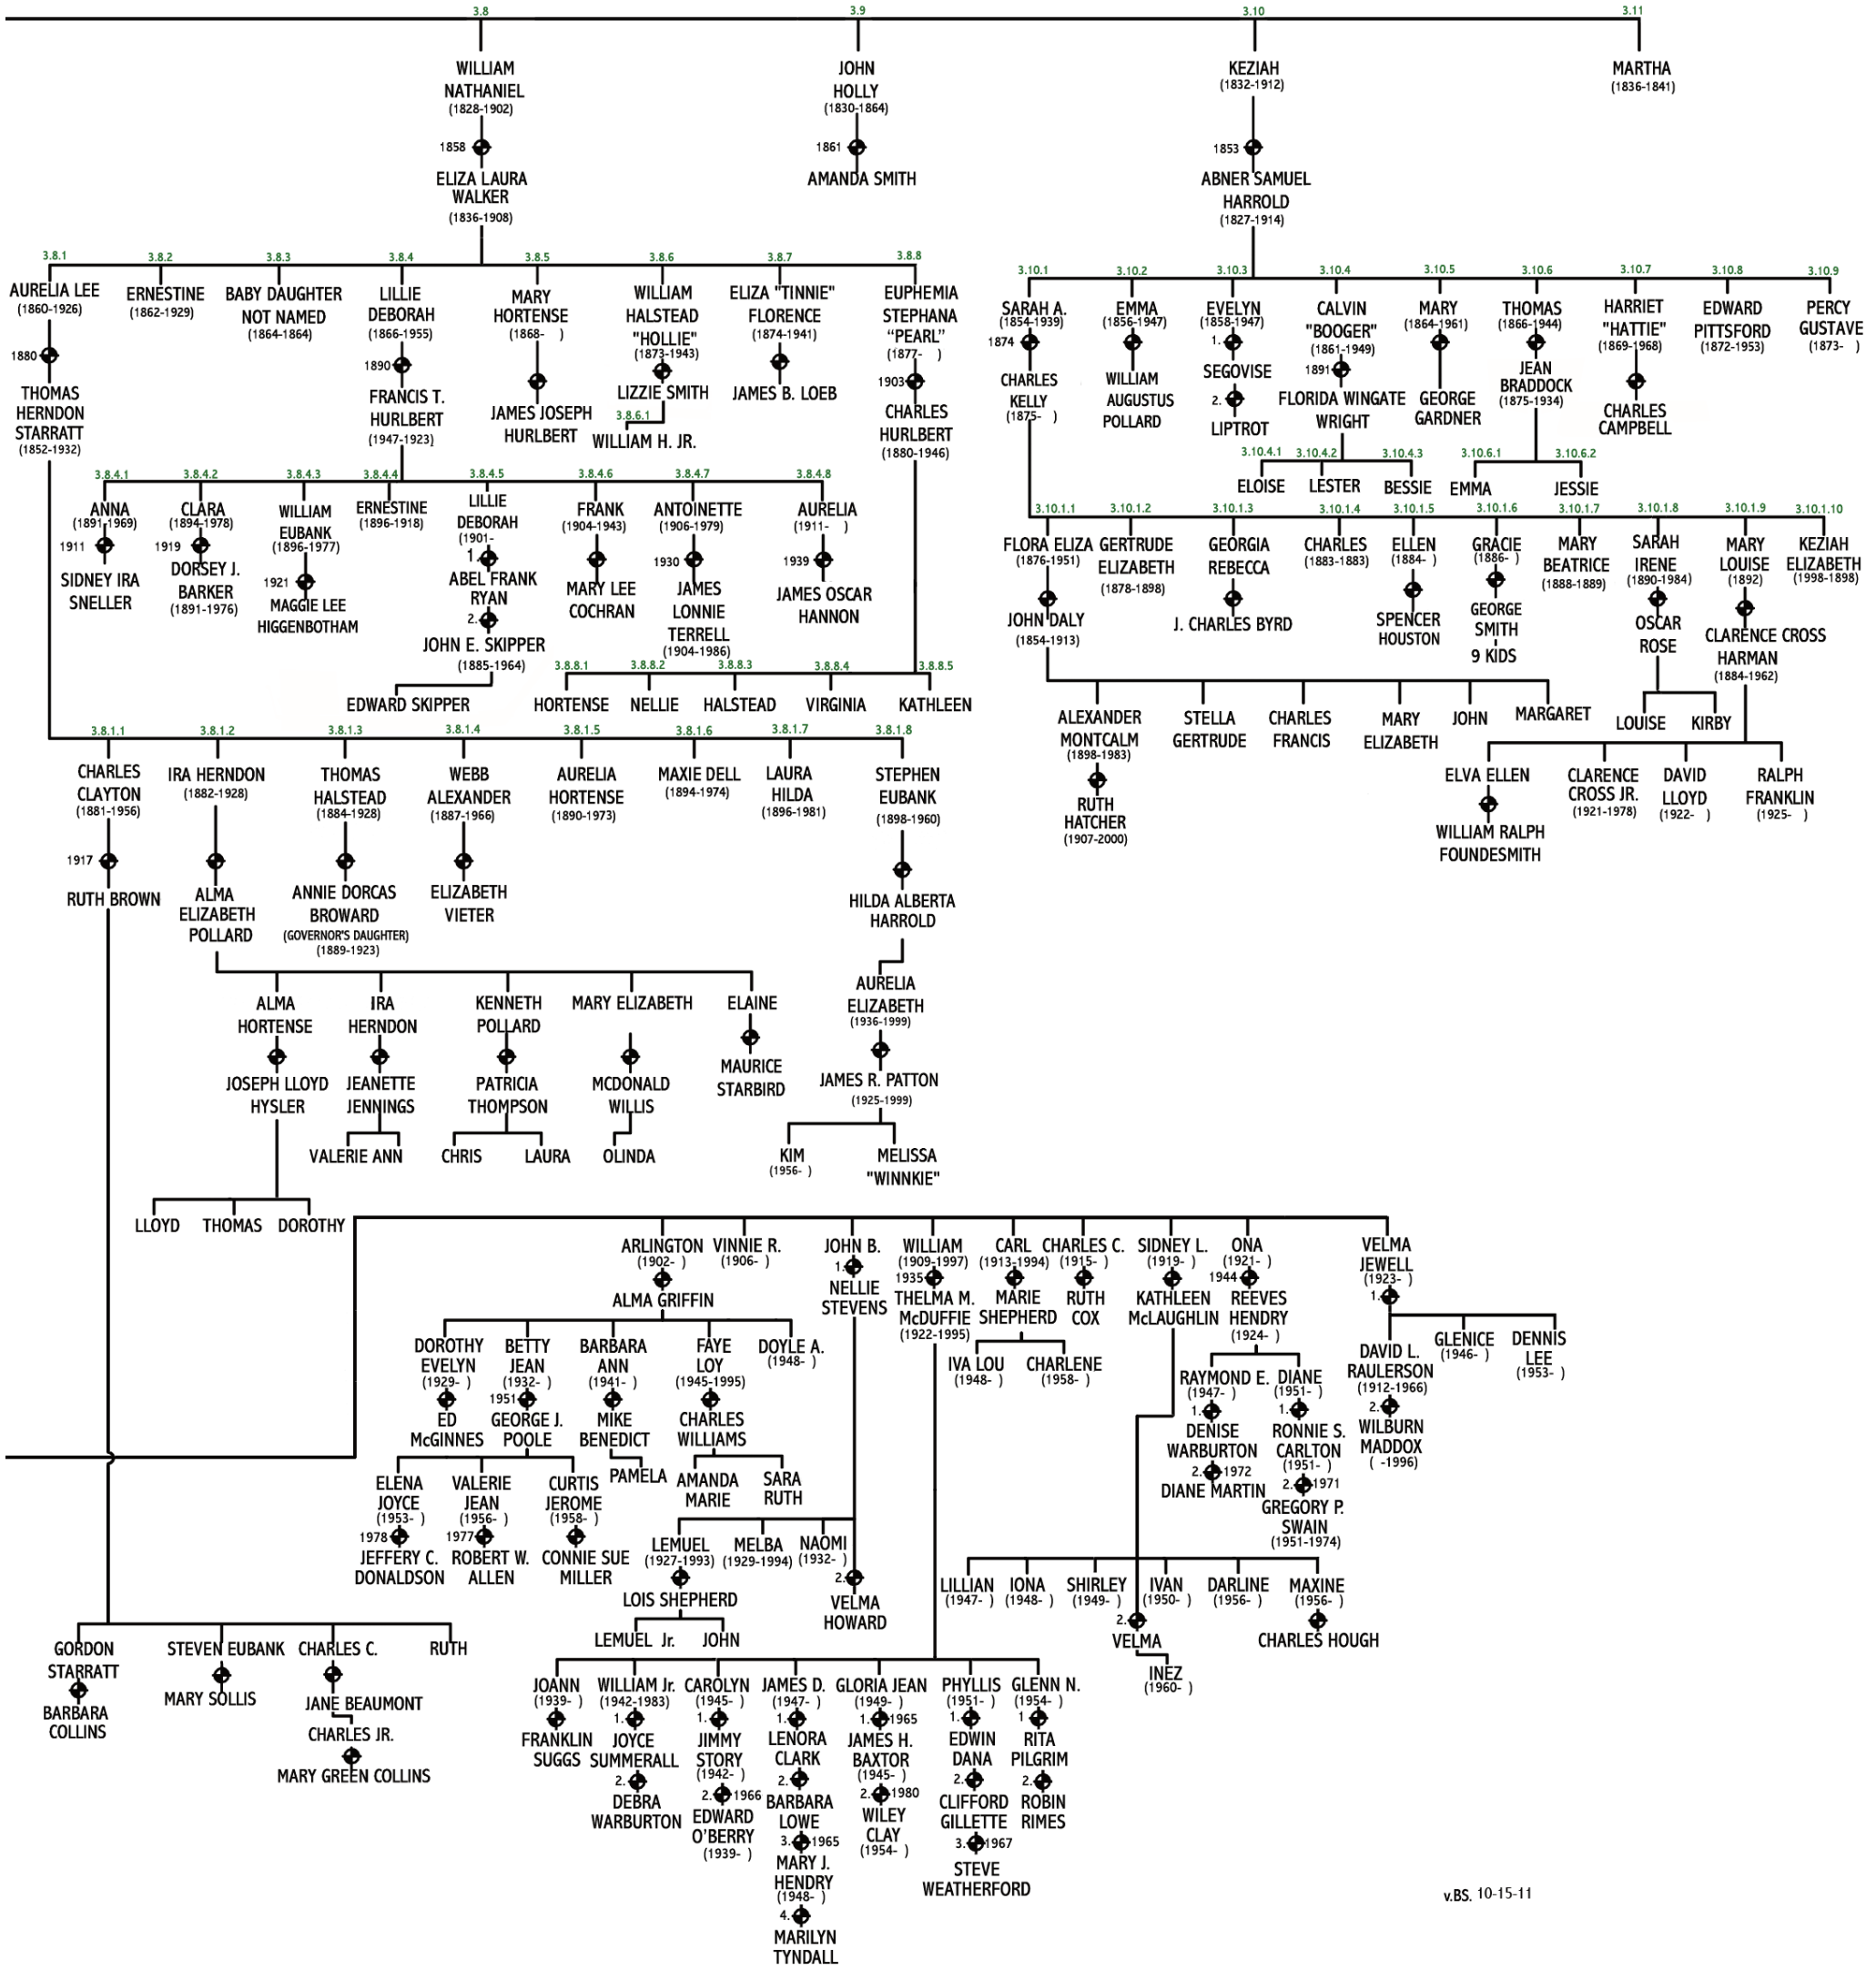 3.8
3.9
3.10
3.11
WILLIAM
NATHANIEL
(1828-1902)
1858
ELIZA LAURA
WALKER
(1836-1908)
JOHN
HOLLY
(1830-1864)
1861
AMANDA SMITH
KEZIAH
(1832-1912)
1853
ABNER SAMUEL
HARROLD
(1827-1914)
MARTHA
(1836-1841)
3.8.1
AURELIA LEE
(1860-1926)
1880
THOMAS
HERNDON
STARRATT
(1852-1932)
3.8.2
ERNESTINE
(1862-1929)
3.8.3
BABY DAUGHTER
NOT NAMED
(1864-1864)
3.8.4
LILLIE
DEBORAH
(1866-1955)
1890
FRANCIS T.
HURLBERT
(1947-1923)
3.8.5
MARY
HORTENSE
(1868- )
JAMES JOSEPH
HURLBERT
3.8.6
WILLIAM
HALSTEAD
"HOLLIE"
(1873-1943)
LIZZIE SMITH
3.8.6.1
WILLIAM H. JR.
3.8.7
ELIZA "TINNIE"
FLORENCE
(1874-1941)
JAMES B. LOEB
3.8.8
EUPHEMIA
STEPHANA
“PEARL”
(1877- )
1903
CHARLES
HURLBERT
(1880-1946)
3.10.1
SARAH A.
(1854-1939)
1874
CHARLES
KELLY
(1875- )
3.10.2
EMMA
(1856-1947)
WILLIAM
AUGUSTUS
POLLARD
3.10.3
EVELYN
(1858-1947)
1.
SEGOVISE
2.
LIPTROT
3.10.4
CALVIN
"BOOGER"
(1861-1949)
1891
FLORIDA WINGATE
WRIGHT
3.10.5
MARY
(1864-1961)
GEORGE
GARDNER
3.10.6
THOMAS
(1866-1944)
JEAN
BRADDOCK
(1875-1934)
3.10.7
HARRIET
"HATTIE"
(1869-1968)
CHARLES
CAMPBELL
3.10.8
EDWARD
PITTSFORD
(1872-1953)
3.10.9
PERCY
GUSTAVE
(1873- )
3.10.4.1
ELOISE
3.10.4.2
LESTER
3.10.4.3
BESSIE
3.10.6.1
EMMA
3.10.6.2
JESSIE
3.8.4.1
ANNA
(1891-1969)
1911
SIDNEY IRA
SNELLER
3.8.4.2
CLARA
(1894-1978)
1919
DORSEY J.
BARKER
(1891-1976)
3.8.4.3
WILLIAM
EUBANK
(1896-1977)
1921
MAGGIE LEE
HIGGENBOTHAM
3.8.4.4
ERNESTINE
(1896-1918)
3.8.4.5
LILLIE
DEBORAH
(1901-
1.
ABEL FRANK
RYAN
2.
JOHN E. SKIPPER
(1885-1964)
EDWARD SKIPPER
3.8.4.6
FRANK
(1904-1943)
MARY LEE
COCHRAN
3.8.4.7
ANTOINETTE
(1906-1979)
1930
JAMES
LONNIE
TERRELL
(1904-1986)
3.8.4.8
AURELIA
(1911- )
1939
JAMES OSCAR
HANNON
3.10.1.1
FLORA ELIZA
(1876-1951)
JOHN DALY
(1854-1913)
3.10.1.2
GERTRUDE
ELIZABETH
(1878-1898)
3.10.1.3
GEORGIA
REBECCA
J. CHARLES BYRD
3.10.1.4
CHARLES
(1883-1883)
3.10.1.5
ELLEN
(1884- )
SPENCER
HOUSTON
3.10.1.6
GRACIE
(1886- )
GEORGE
SMITH
9 KIDS
3.10.1.7
MARY
BEATRICE
(1888-1889)
3.10.1.8
SARAH
IRENE
(1890-1984)
OSCAR
ROSE
3.10.1.9
MARY
LOUISE
(1892)
CLARENCE CROSS
HARMAN
(1884-1962)
3.10.1.10
KEZIAH
ELIZABETH
(1998-1898)
3.8.8.1
HORTENSE
3.8.8.2
NELLIE
3.8.8.3
HALSTEAD
3.8.8.4
VIRGINIA
3.8.8.5
KATHLEEN
ALEXANDER
MONTCALM
(1898-1983)
RUTH
HATCHER
(1907-2000)
STELLA
GERTRUDE
CHARLES
FRANCIS
MARY
ELIZABETH
JOHN
MARGARET
LOUISE
KIRBY
ELVA ELLEN
WILLIAM RALPH
FOUNDESMITH
CLARENCE
CROSS JR.
(1921-1978)
DAVID
LLOYD
(1922- )
RALPH
FRANKLIN
(1925- )
3.8.1.1
CHARLES
CLAYTON
(1881-1956)
1917
RUTH BROWN
3.8.1.2
IRA HERNDON
(1882-1928)
ALMA
ELIZABETH
POLLARD
3.8.1.3
THOMAS
HALSTEAD
(1884-1928)
ANNIE DORCAS
BROWARD
(GOVERNOR'S DAUGHTER)
(1889-1923)
3.8.1.4
WEBB
ALEXANDER
(1887-1966)
ELIZABETH
VIETER
3.8.1.5
AURELIA
HORTENSE
(1890-1973)
3.8.1.6
MAXIE DELL
(1894-1974)
3.8.1.7
LAURA
HILDA
(1896-1981)
3.8.1.8
STEPHEN
EUBANK
(1898-1960)
HILDA ALBERTA
HARROLD
ALMA
HORTENSE
JOSEPH LLOYD
HYSLER
IRA
HERNDON
JEANETTE
JENNINGS
VALERIE ANN
KENNETH
POLLARD
PATRICIA
THOMPSON
CHRIS
LAURA
MARY ELIZABETH
MCDONALD
WILLIS
OLINDA
ELAINE
MAURICE
STARBIRD
AURELIA
ELIZABETH
(1936-1999)
JAMES R. PATTON
(1925-1999)
KIM
(1956- )
MELISSA
"WINNKIE"
LLOYD
THOMAS
DOROTHY
ARLINGTON
(1902- )
ALMA GRIFFIN
VINNIE R.
(1906- )
JOHN B.
1.
NELLIE
STEVENS
WILLIAM
(1909-1997)
1935
THELMA M.
McDUFFIE
(1922-1995)
CARL
(1913-1994)
MARIE
SHEPHERD
CHARLES C.
(1915- )
RUTH
COX
SIDNEY L.
(1919- )
KATHLEEN
McLAUGHLIN
ONA
(1921- )
1944
REEVES
HENDRY
(1924- )
VELMA
JEWELL
(1923- )
1.
DAVID L.
RAULERSON
(1912-1966)
2.
WILBURN
MADDOX
( -1996)
GLENICE
(1946- )
DENNIS
LEE
(1953- )
DOROTHY
EVELYN
(1929- )
ED
McGINNES
BETTY
JEAN
(1932- )
1951
GEORGE J.
POOLE
BARBARA
ANN
(1941- )
MIKE
BENEDICT
PAMELA
FAYE
LOY
(1945-1995)
CHARLES
WILLIAMS
DOYLE A.
(1948- )
IVA LOU
(1948- )
CHARLENE
(1958- )
RAYMOND E.
(1947- )
1.
DENISE
WARBURTON
2.
1972
DIANE MARTIN
DIANE
(1951- )
1.
RONNIE S.
CARLTON
(1951- )
2.
1971
GREGORY P.
SWAIN
(1951-1974)
ELENA
JOYCE
(1953- )
1978
JEFFERY C.
DONALDSON
VALERIE
JEAN
(1956- )
1977
ROBERT W.
ALLEN
CURTIS
JEROME
(1958- )
CONNIE SUE
MILLER
AMANDA
MARIE
SARA
RUTH
LEMUEL
(1927-1993)
LOIS SHEPHERD
LEMUEL Jr.
JOHN
MELBA
(1929-1994)
NAOMI
(1932- )
2.
VELMA
HOWARD
LILLIAN
(1947- )
IONA
(1948- )
SHIRLEY
(1949- )
IVAN
(1950- )
DARLINE
(1956- )
MAXINE
(1956- )
CHARLES HOUGH
2.
VELMA
INEZ
(1960- )
GORDON
STARRATT
BARBARA
COLLINS
STEVEN EUBANK
MARY SOLLIS
CHARLES C.
JANE BEAUMONT
CHARLES JR.
MARY GREEN COLLINS
RUTH
JOANN
(1939- )
FRANKLIN
SUGGS
WILLIAM Jr.
(1942-1983)
1.
JOYCE
SUMMERALL
2.
DEBRA
WARBURTON
CAROLYN
(1945- )
1.
JIMMY
STORY
(1942- )
2.
1966
EDWARD
O'BERRY
(1939- )
JAMES D.
(1947- )
1.
LENORA
CLARK
2.
BARBARA
LOWE
3.
1965
MARY J.
HENDRY
(1948- )
4.
MARILYN
TYNDALL
GLORIA JEAN
(1949- )
1.
1965
JAMES H.
BAXTOR
(1945- )
2.
1980
WILEY
CLAY
(1954- )
PHYLLIS
(1951- )
1.
EDWIN
DANA
2.
CLIFFORD
GILLETTE
3.
1967
STEVE
WEATHERFORD
GLENN N.
(1954- )
1
RITA
PILGRIM
2.
ROBIN
RIMES
v.BS. 10-15-11